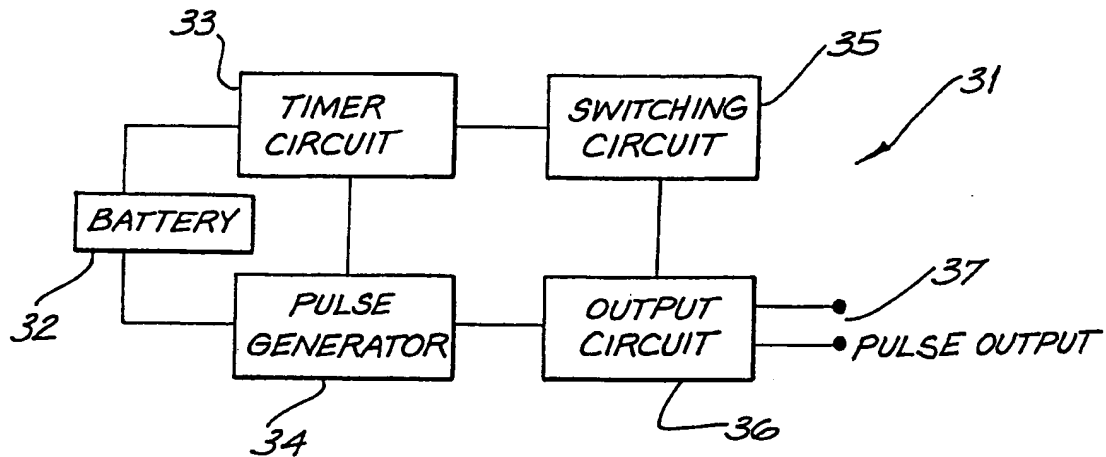 33
35
31
TIMER
CIRCUIT
SWITCHING
CIRCUIT
BATTERY
32
PULSE
GENERATOR
OUTPUT
CIRCUIT
37
PULSE OUTPUT
34
36